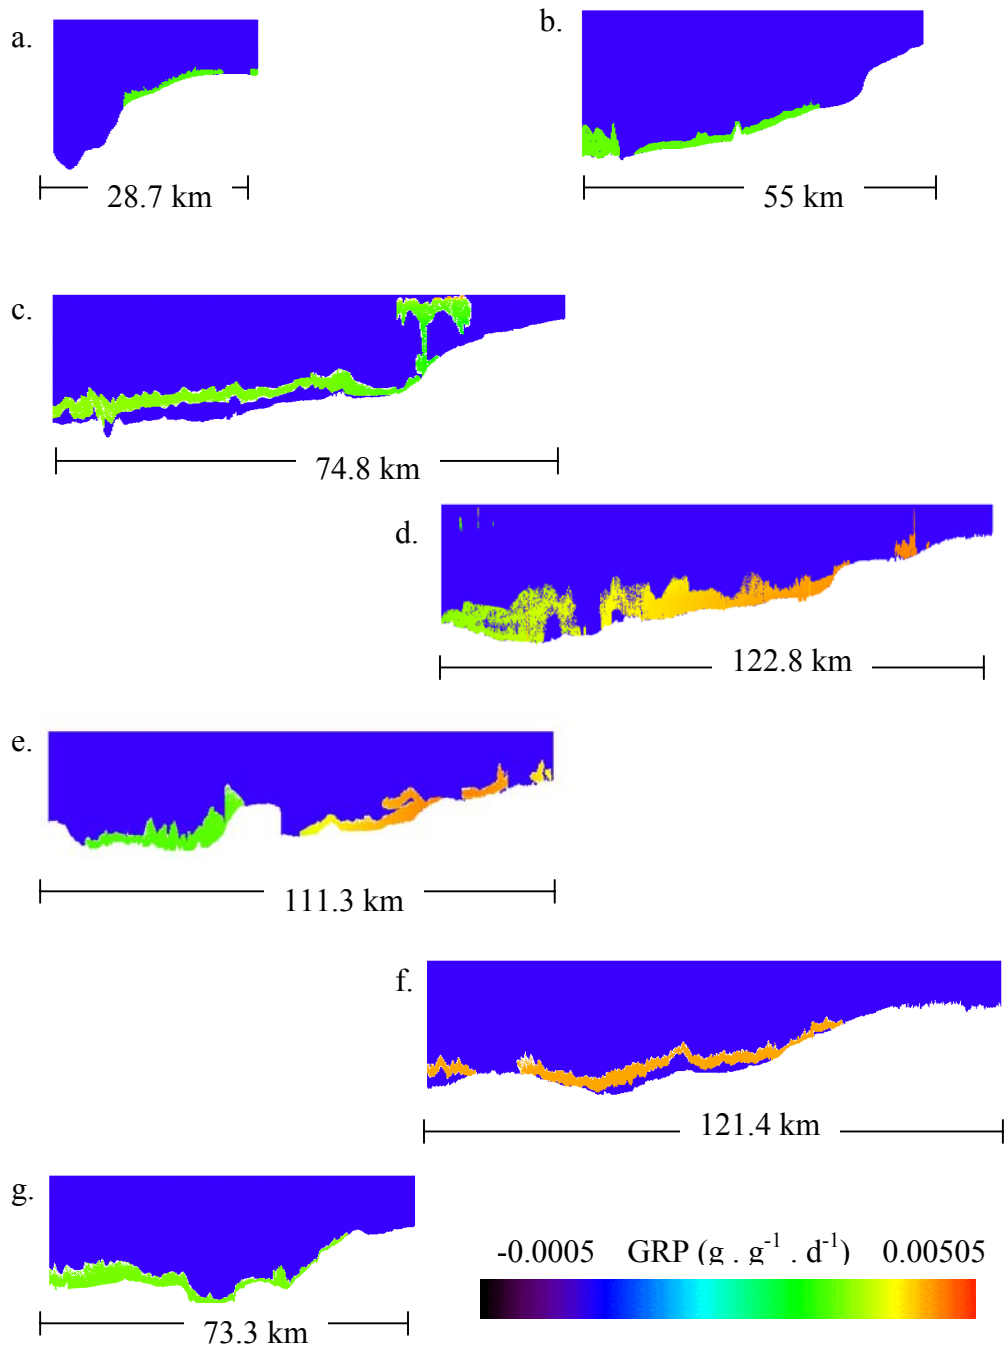 a.
b.
28.7 km
55 km
c.
74.8 km
d.
122.8 km
e.
111.3 km
f.
121.4 km
g.
-0.0005 GRP (g . g⁻¹ . d⁻¹) 0.00505
73.3 km